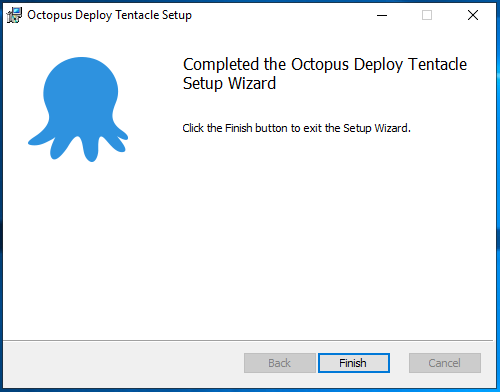 Octopus Deploy Tentacle Setup
Completed the Octopus Deploy Tentacle
Setup Wizard
Click the Finish button to exit the Setup Wizard.
Back
Finish
Cancel